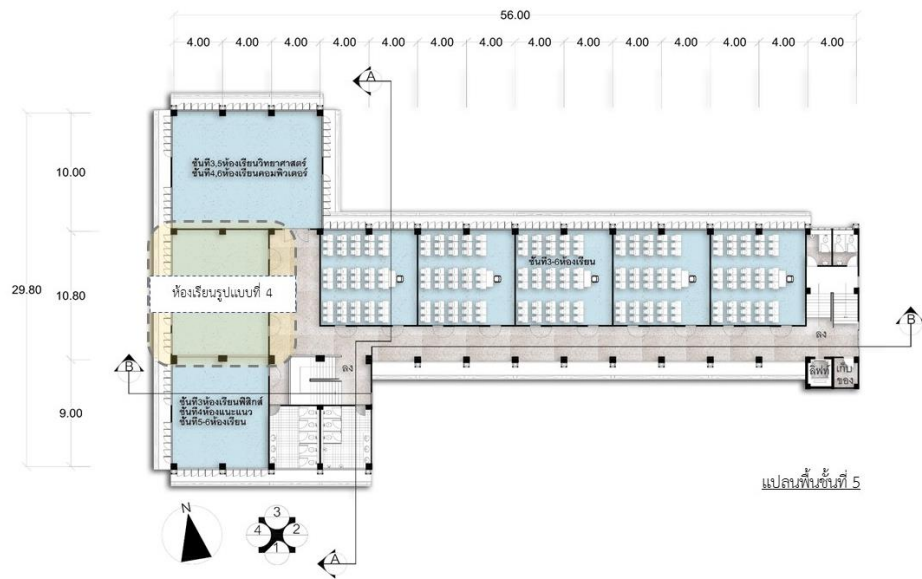 56.00
4.00 4.00 4.00 4.00 4.00 4.00 4.00 4.00 4.00 4.00 4.00 4.00 4.00 4.00
A
10.00
ชั้นที่3,5ห้องเรียนวิทยาศาสตร์
ชั้นที่4,6ห้องเรียนคอมพิวเตอร์
29.80
10.80
ห้องเรียนรูปแบบที่ 4
ชั้นที่3-6ห้องเรียน
ลง
B
B
ลง
ลิฟท์
เก็บ
ของ
9.00
ชั้นที่3ห้องเรียนฟิสิกส์
ชั้นที่4ห้องแนะแนว
ชั้นที่5-6ห้องเรียน
แปลนพื้นชั้นที่ 5
N
3
4 2
1
A